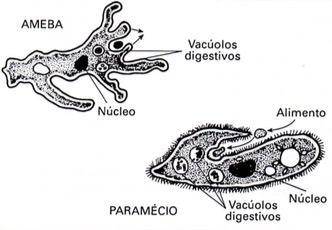 AMEBA
Vacúolos
digestivos
Núcleo
Alimento
Núcleo
Vacúolos
digestivos
PARAMÉCIO